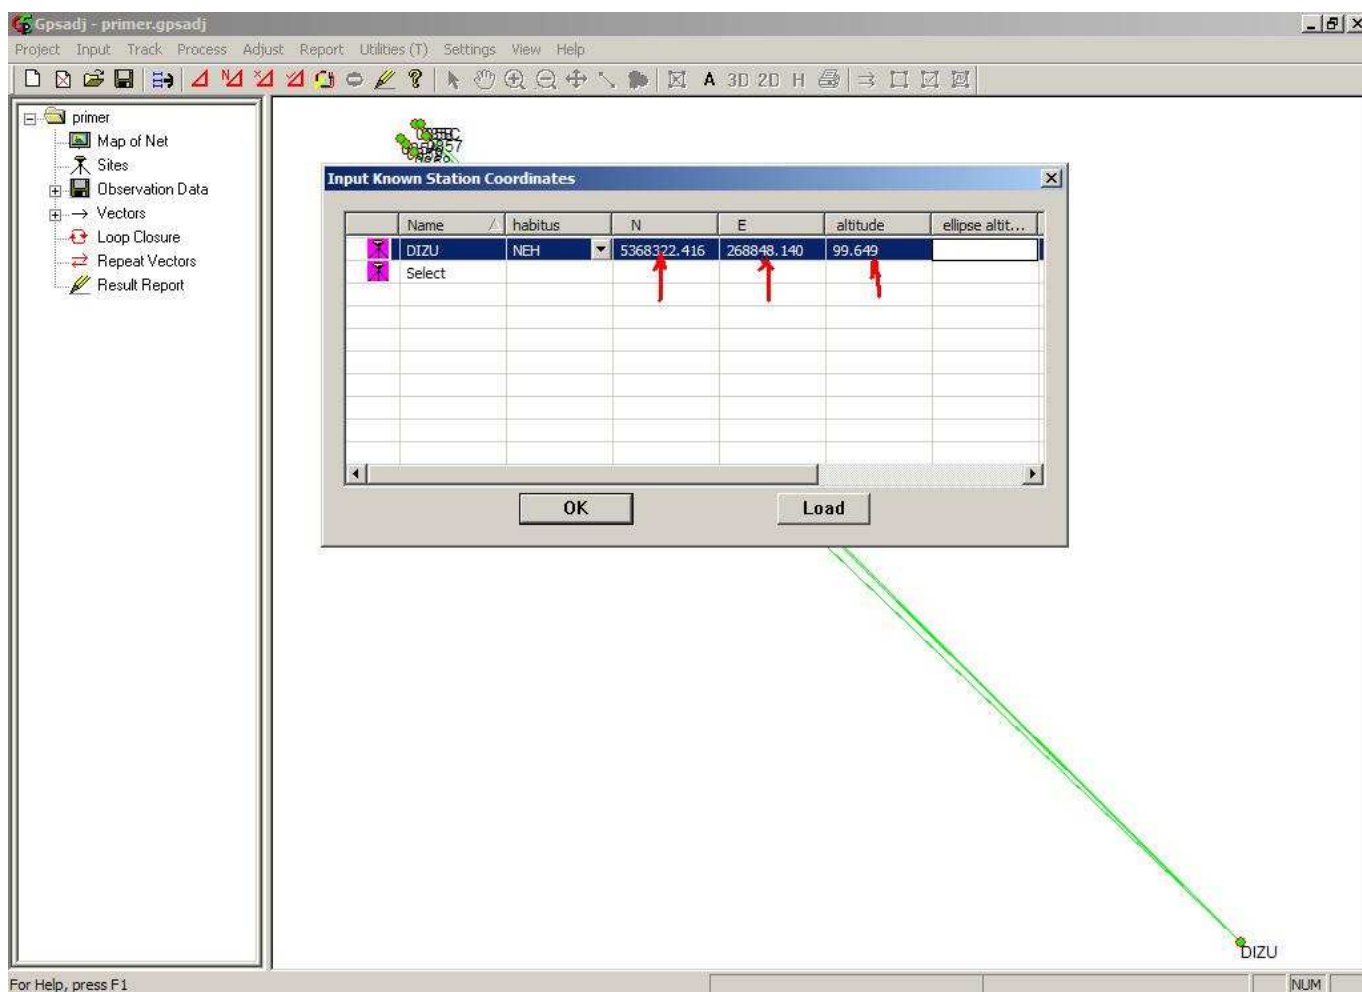 Gpsadj - primer.gpsadj
Project Input Track Process Adjust Report Utilities (T) Settings View Help
A 3D 2D H
primer
Map of Net
Sites
Observation Data
Vectors
Loop Closure
Repeat Vectors
Result Report
Input Known Station Coordinates
Name habitus N E altitude ellipse altit...
DIZU NEH 5368322.416 268848.140 99.649
Select
OK Load
DIZU
For Help, press F1 NUM